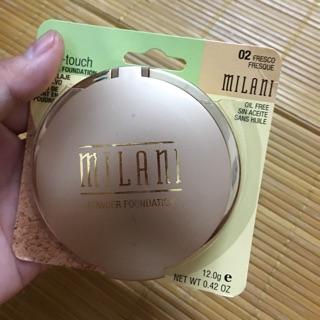 -touch
FOUNDATION
02 FRESCO
FRESQUE
MILANI
OIL FREE
SIN ACEITE
SANS HUILE
MILANI
POWDER FOUNDATION
12.0g e
NET WT 0.42 OZ